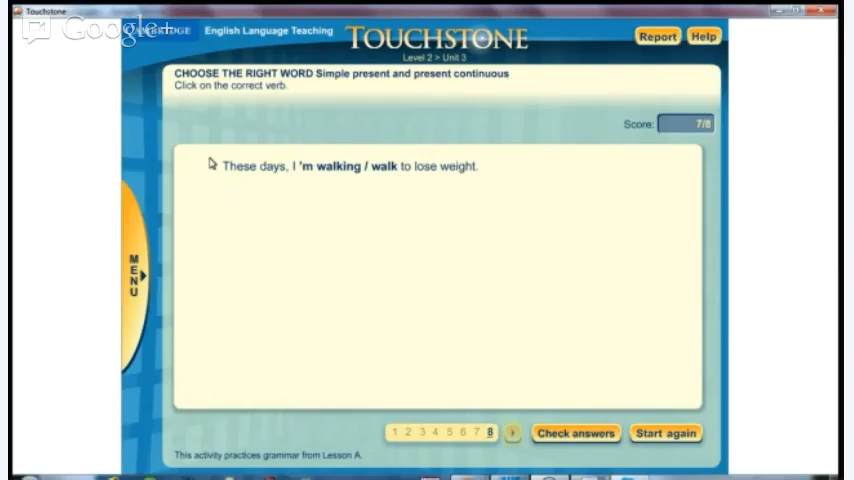 Touchstone
Google+
CAMBRIDGE English Language Teaching
TOUCHSTONE
Report
Help
Level 2 > Unit 3
CHOOSE THE RIGHT WORD Simple present and present continuous
Click on the correct verb.
Score: 7/8
These days, I 'm walking / walk to lose weight.
MENU
1 2 3 4 5 6 7 8
Check answers
Start again
This activity practices grammar from Lesson A.